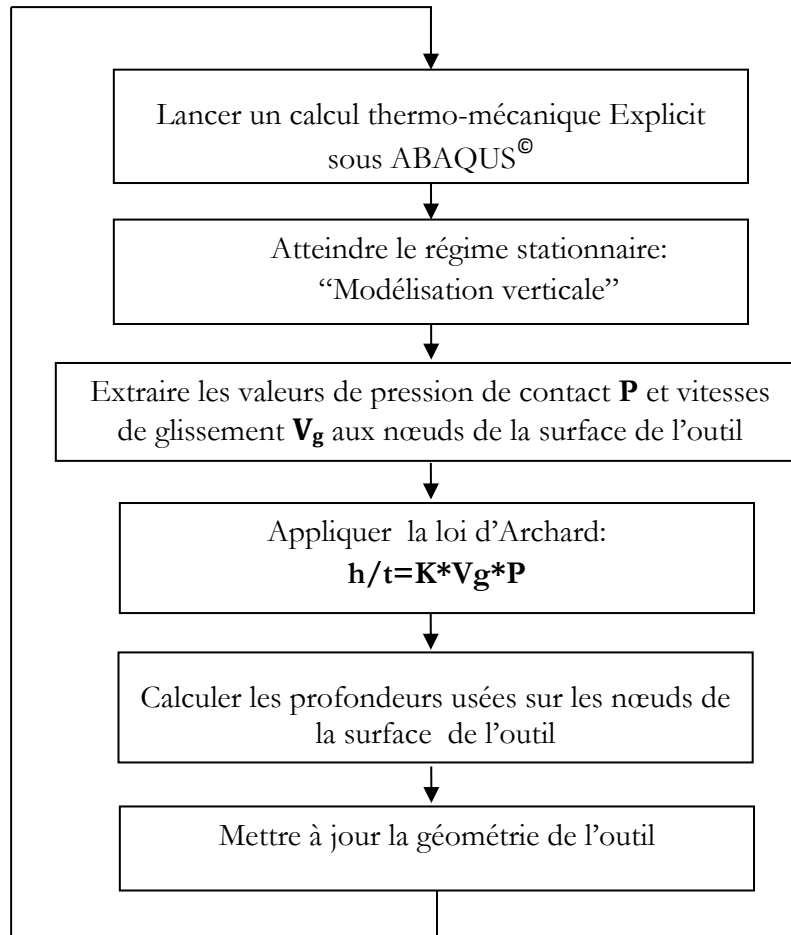 Lancer un calcul thermo-mécanique Explicit
sous ABAQUS©
Atteindre le régime stationnaire:
“Modélisation verticale”
Extraire les valeurs de pression de contact P et vitesses
de glissement Vg aux nœuds de la surface de l’outil
Appliquer la loi d’Archard:
h/t=K*Vg*P
Calculer les profondeurs usées sur les nœuds de
la surface de l’outil
Mettre à jour la géométrie de l’outil